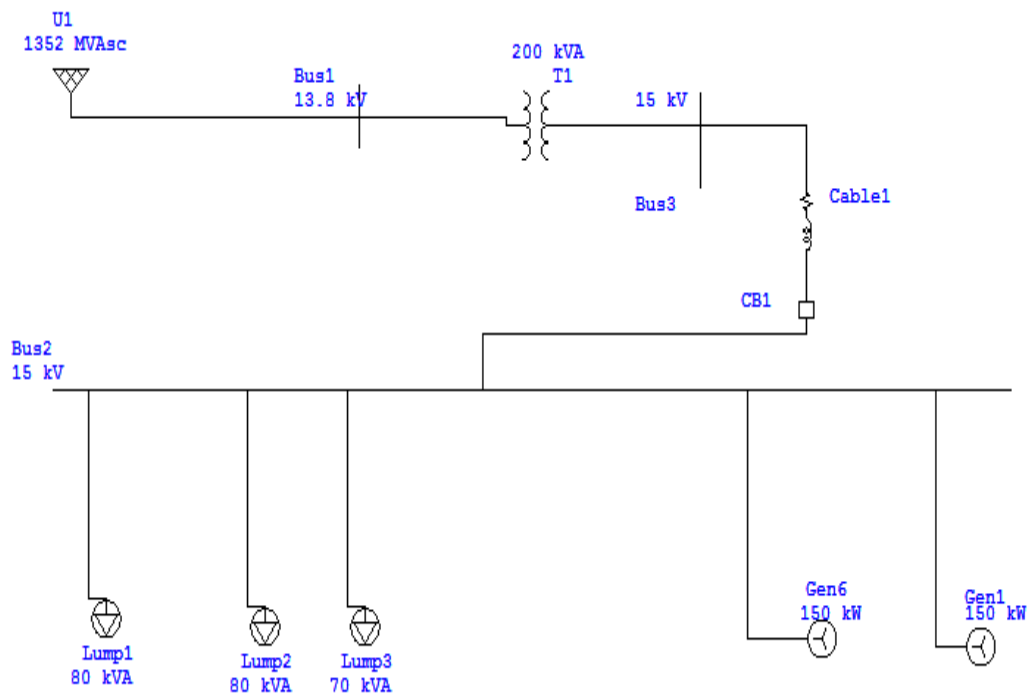 U1
1352 MVAsc
Bus1
13.8 kV
200 kVA
T1
15 kV
Bus3
Cable1
CB1
Bus2
15 kV
Lump1
80 kVA
Lump2
80 kVA
Lump3
70 kVA
Gen6
150 kW
Gen1
150 kW